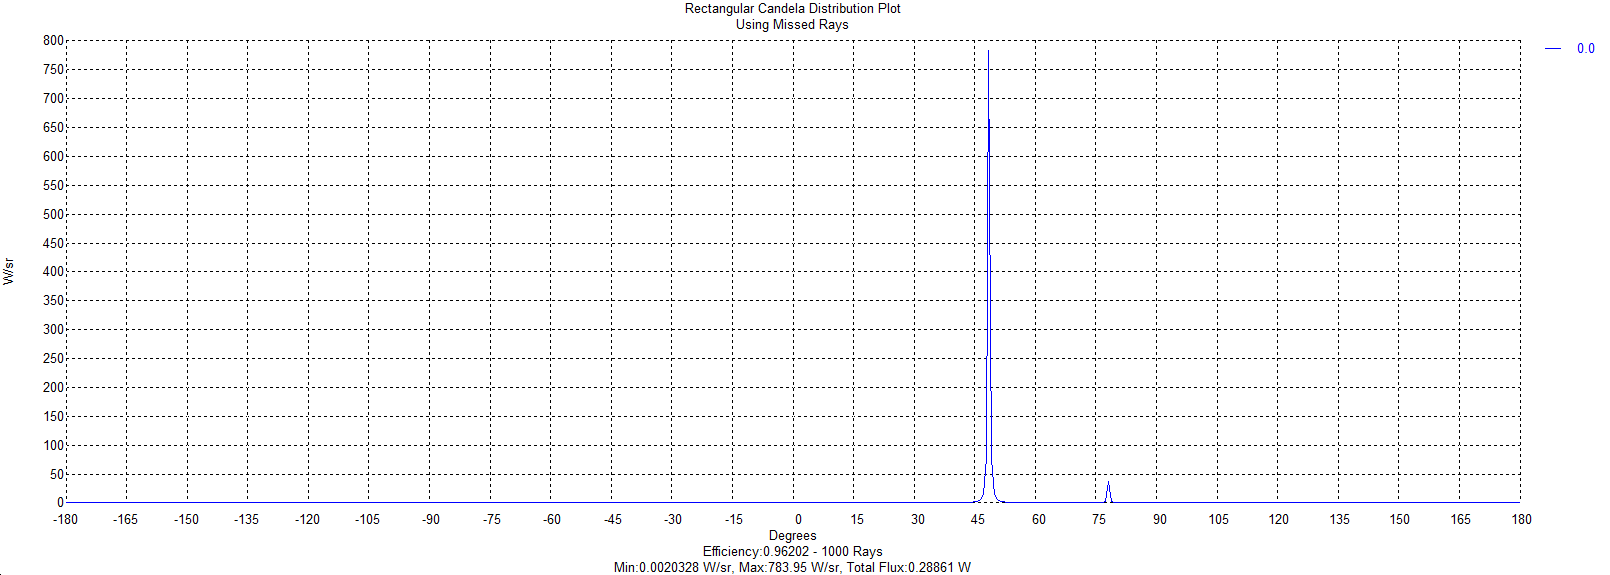 Rectangular Candela Distribution Plot
Using Missed Rays
0.0
800
750
700
650
600
550
500
450
400
350
300
250
200
150
100
50
0
W/sr
-180 -165 -150 -135 -120 -105 -90 -75 -60 -45 -30 -15 0 15 30 45 60 75 90 105 120 135 150 165 180
Degrees
Efficiency:0.96202 - 1000 Rays
Min:0.0020328 W/sr, Max:783.95 W/sr, Total Flux:0.28861 W